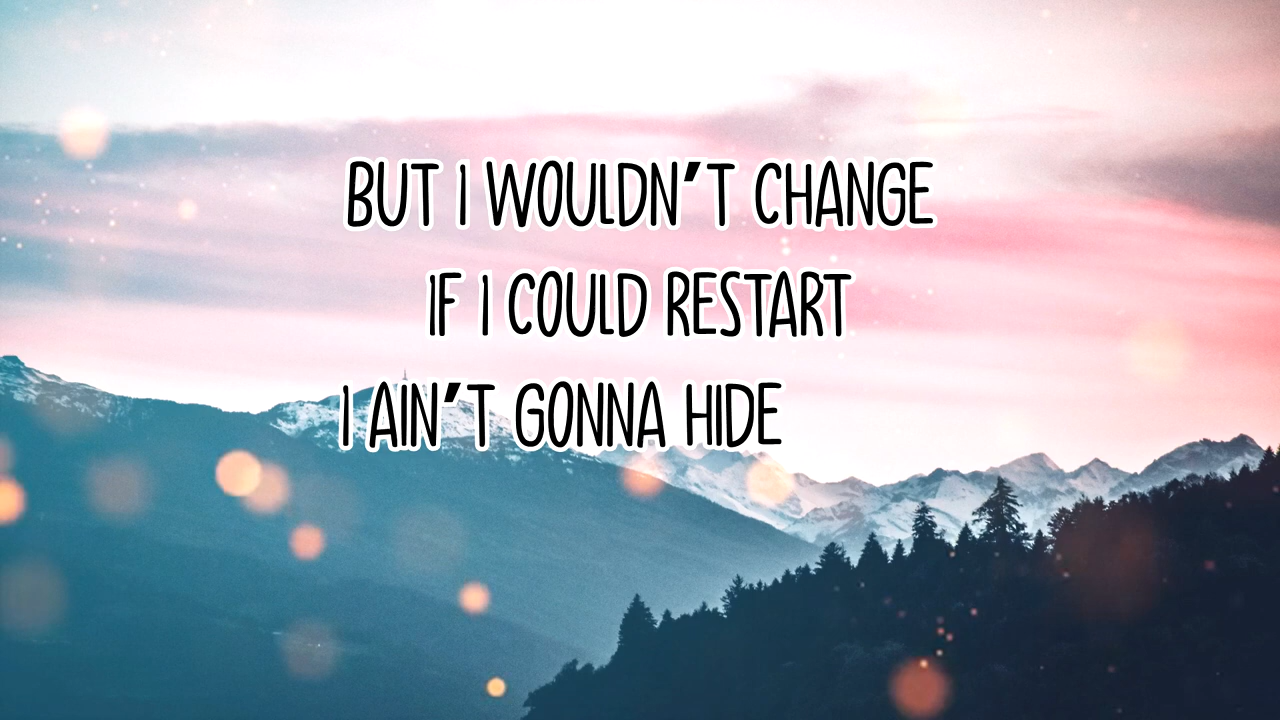 BUT I WOULDN'T CHANGE
IF I COULD RESTART
I AIN'T GONNA HIDE